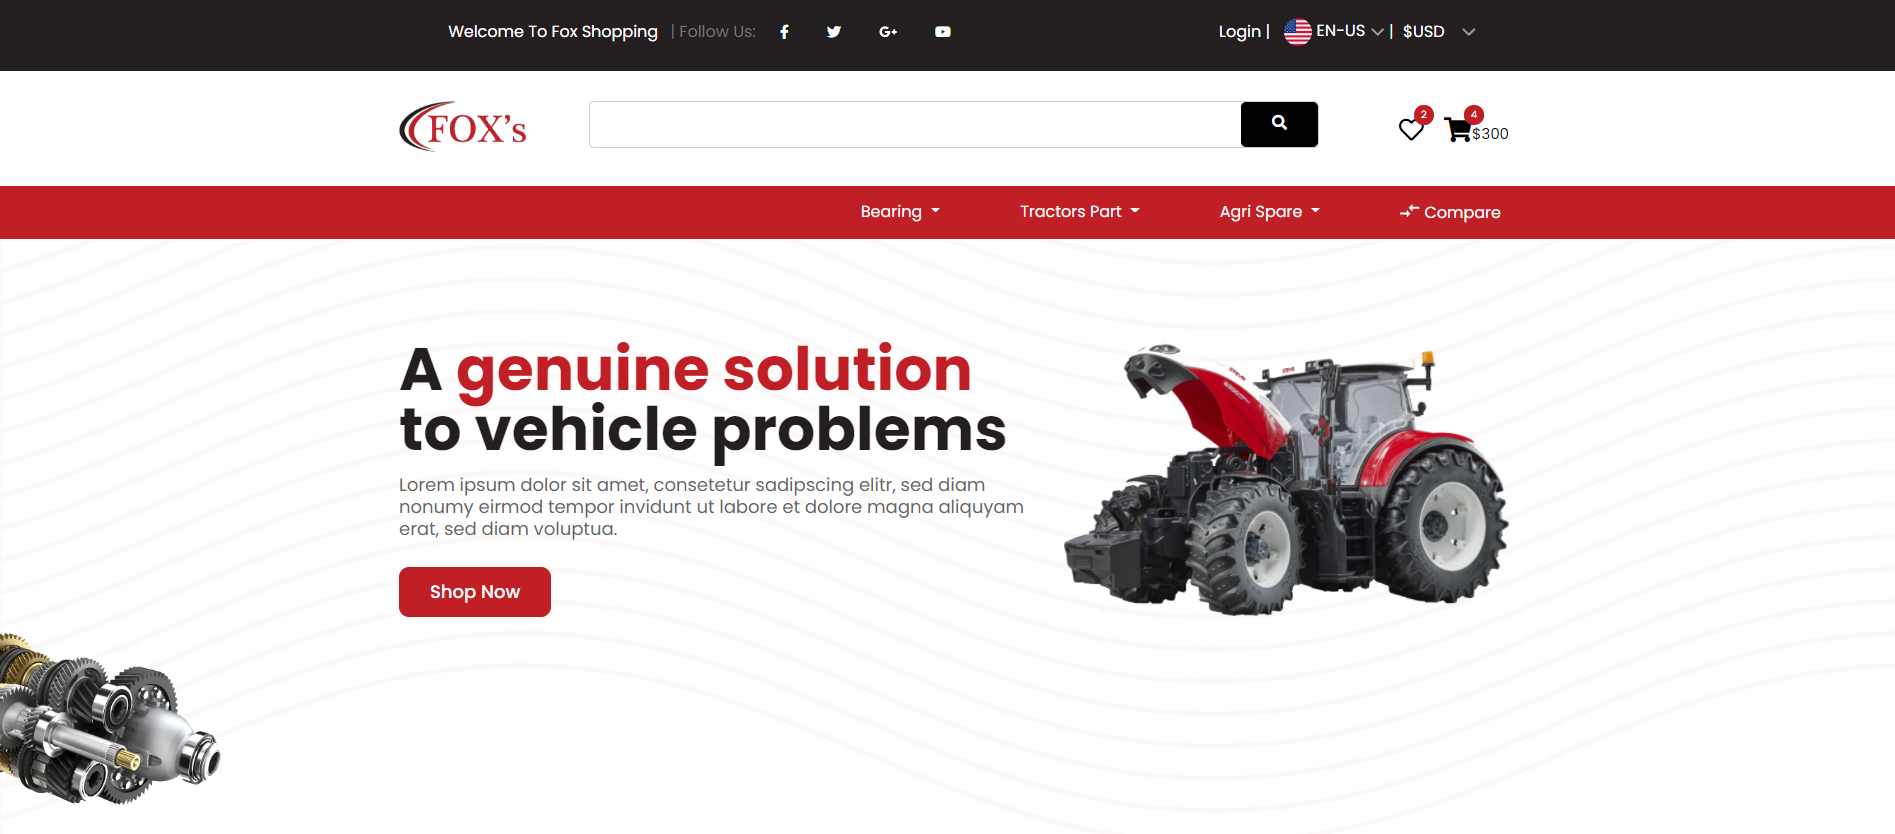 Welcome To Fox Shopping | Follow Us:
Login | EN-US | $USD
FOX's
2
4
$300
Bearing
Tractors Part
Agri Spare
Compare
A genuine solution
to vehicle problems
Lorem ipsum dolor sit amet, consetetur sadipscing elitr, sed diam
nonumy eirmod tempor invidunt ut labore et dolore magna aliquyam
erat, sed diam voluptua.
Shop Now